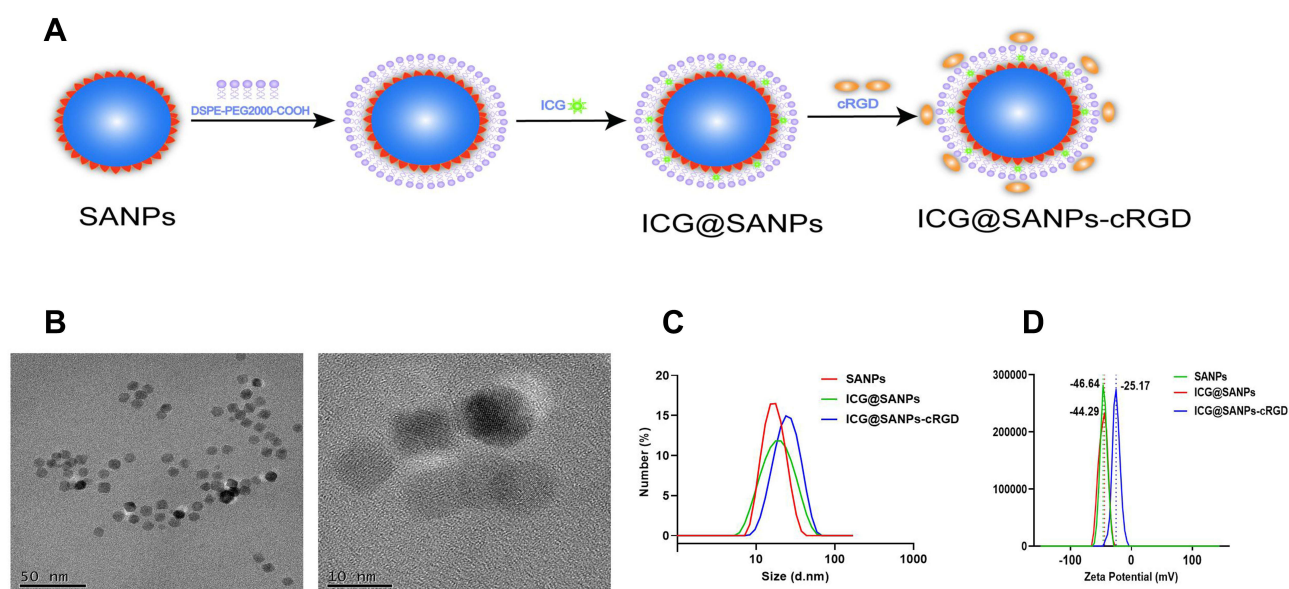 A
DSPE-PEG2000-COOH
ICG
cRGD
SANPs
ICG@SANPs
ICG@SANPs-cRGD
B
50 nm
10 nm
C
20
15
10
5
0
Number (%)
10
100
1000
Size (d.nm)
SANPs
ICG@SANPs
ICG@SANPs-cRGD
D
300000
200000
100000
0
-100
0
100
Zeta Potential (mV)
-46.64
-44.29
-25.17
SANPs
ICG@SANPs
ICG@SANPs-cRGD